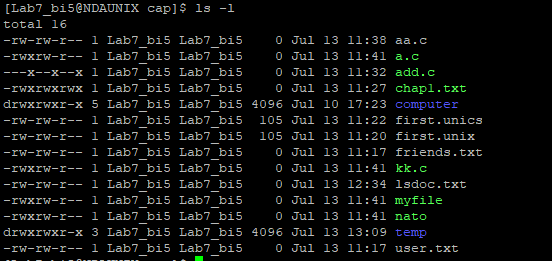 [Lab7_bi5@NDAUNIX cap]$ ls -l
total 16
-rw-rw-r-- 1 Lab7_bi5 Lab7_bi5    0 Jul 13 11:38 aa.c
-rwxrw-r-- 1 Lab7_bi5 Lab7_bi5    0 Jul 13 11:41 a.c
---x--x--x 1 Lab7_bi5 Lab7_bi5    0 Jul 13 11:32 add.c
-rwxrwxrwx 1 Lab7_bi5 Lab7_bi5    0 Jul 13 11:27 chap1.txt
drwxrwxr-x 5 Lab7_bi5 Lab7_bi5 4096 Jul 10 17:23 computer
-rw-rw-r-- 1 Lab7_bi5 Lab7_bi5  105 Jul 13 11:22 first.unics
-rw-rw-r-- 1 Lab7_bi5 Lab7_bi5  105 Jul 13 11:20 first.unix
-rw-rw-r-- 1 Lab7_bi5 Lab7_bi5    0 Jul 13 11:17 friends.txt
-rwxrw-r-- 1 Lab7_bi5 Lab7_bi5    0 Jul 13 11:41 kk.c
-rw-rw-r-- 1 Lab7_bi5 Lab7_bi5    0 Jul 13 12:34 lsdoc.txt
-rwxrw-r-- 1 Lab7_bi5 Lab7_bi5    0 Jul 13 11:41 myfile
-rwxrw-r-- 1 Lab7_bi5 Lab7_bi5    0 Jul 13 11:41 nato
drwxrwxr-x 3 Lab7_bi5 Lab7_bi5 4096 Jul 13 13:09 temp
-rw-rw-r-- 1 Lab7_bi5 Lab7_bi5    0 Jul 13 11:17 user.txt